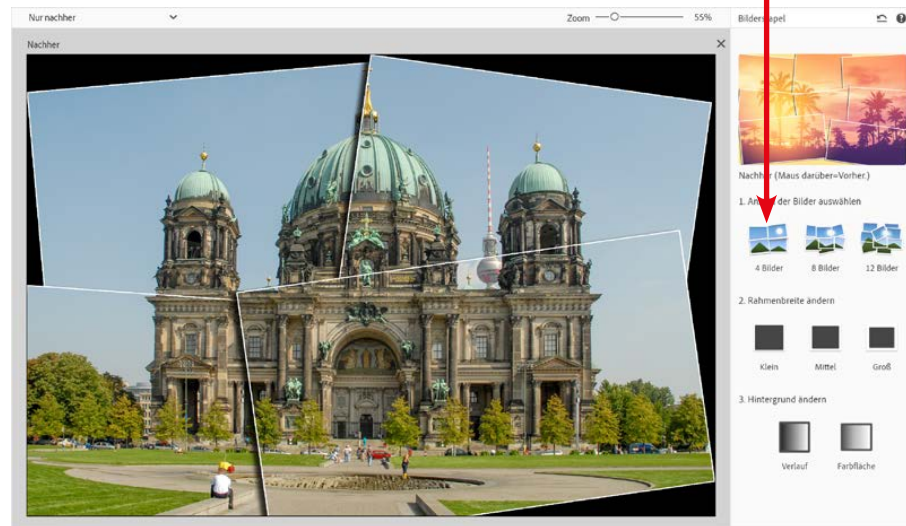 Nur nachher
Zoom
55%
Nachher
Nachher (Maus darüber=Vorher.)
1. der Bilder auswählen
4 Bilder
8 Bilder
12 Bilder
2. Rahmenbreite ändern
Klein
Mittel
Groß
3. Hintergrund ändern
Verlauf
Farbfläche